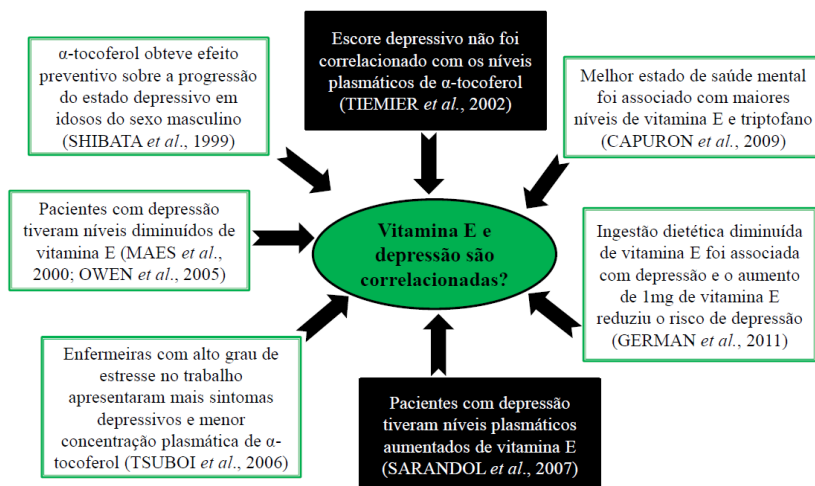 α-tocoferol obteve efeito
preventivo sobre a progressão
do estado depressivo em
idosos do sexo masculino
(SHIBATA et al., 1999)
Escore depressivo não foi
correlacionado com os níveis
plasmáticos de α-tocoferol
(TIEMIER et al., 2002)
Melhor estado de saúde mental
foi associado com maiores
níveis de vitamina E e triptofano
(CAPURON et al., 2009)
Pacientes com depressão
tiveram níveis diminuídos de
vitamina E (MAES et al.,
2000; OWEN et al., 2005)
Vitamina E e
depressão são
correlacionadas?
Ingestão dietética diminuída
de vitamina E foi associada
com depressão e o aumento
de 1mg de vitamina E
reduziu o risco de depressão
(GERMAN et al., 2011)
Enfermeiras com alto grau de
estresse no trabalho
apresentaram mais sintomas
depressivos e menor
concentração plasmática de α-
tocoferol (TSUBOI et al., 2006)
Pacientes com depressão
tiveram níveis plasmáticos
aumentados de vitamina E
(SARANDOL et al., 2007)